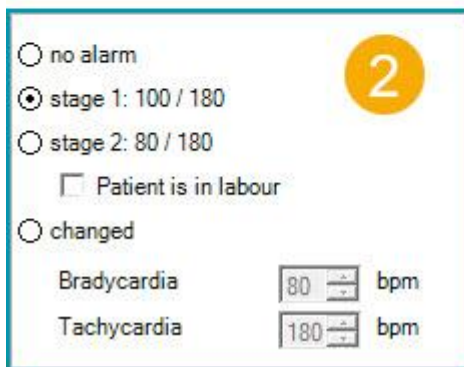 no alarm
2
stage 1: 100 / 180
stage 2: 80 / 180
Patient is in labour
changed
Bradycardia 80 bpm
Tachycardia 180 bpm